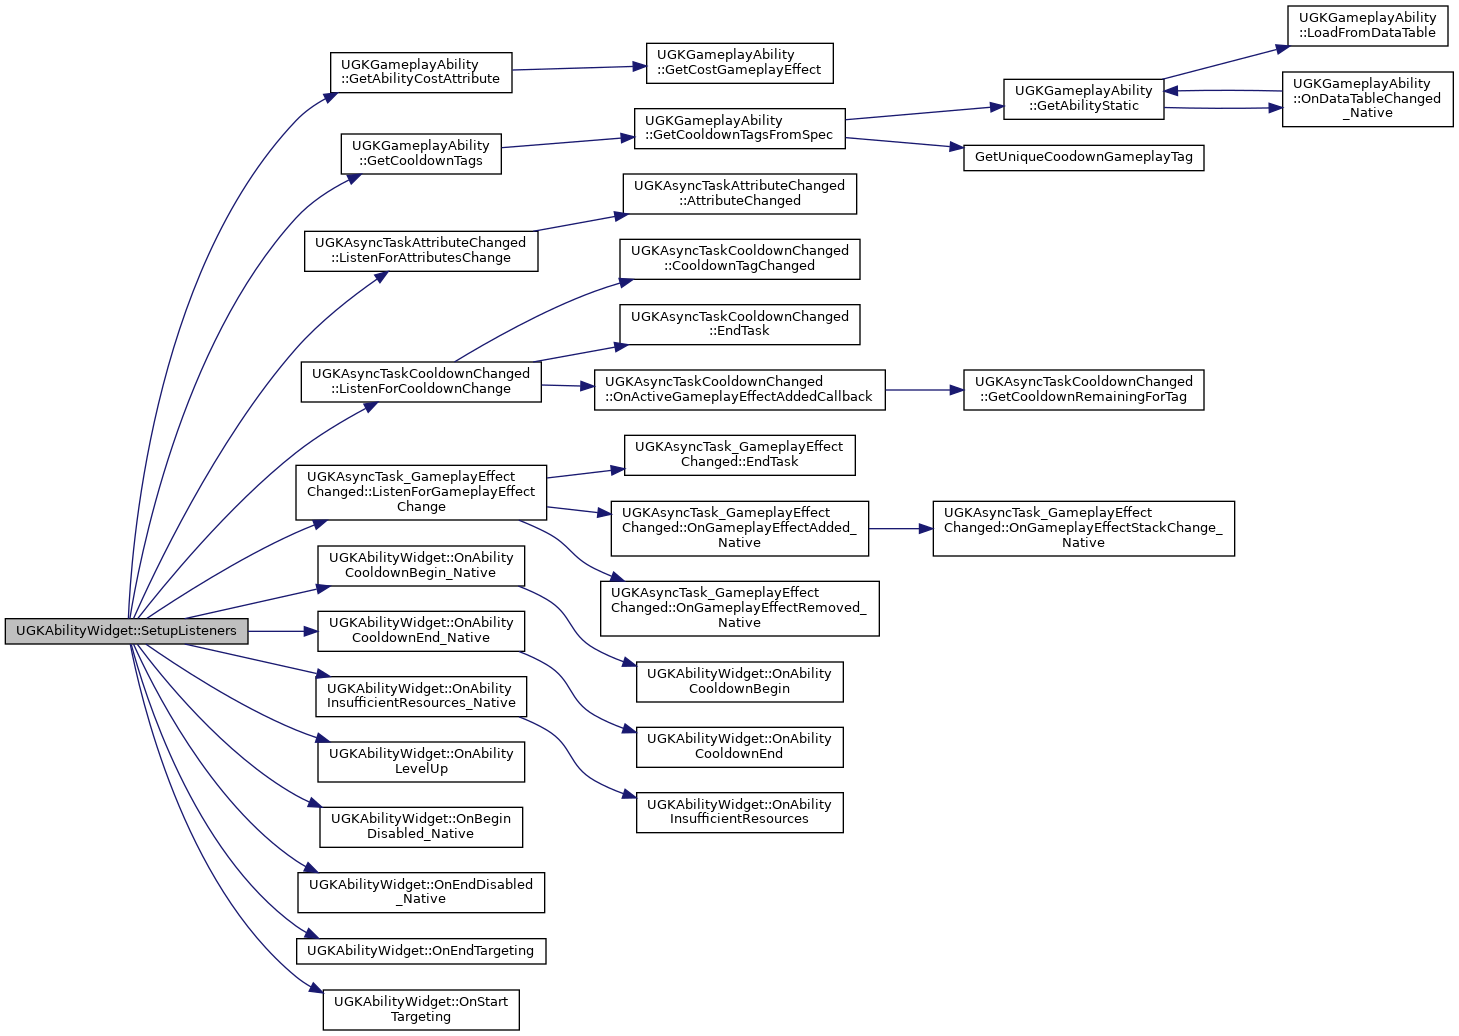 UGKAbilityWidget::SetupListeners
UGKGameplayAbility
::GetAbilityCostAttribute
UGKGameplayAbility
::GetCooldownTags
UGKAsyncTaskAttributeChanged
::ListenForAttributesChange
UGKAsyncTaskCooldownChanged
::ListenForCooldownChange
UGKAsyncTask_GameplayEffect
Changed::ListenForGameplayEffect
Change
UGKAbilityWidget::OnAbility
CooldownBegin_Native
UGKAbilityWidget::OnAbility
CooldownEnd_Native
UGKAbilityWidget::OnAbility
InsufficientResources_Native
UGKAbilityWidget::OnAbility
LevelUp
UGKAbilityWidget::OnBegin
Disabled_Native
UGKAbilityWidget::OnEndDisabled
_Native
UGKAbilityWidget::OnEndTargeting
UGKAbilityWidget::OnStart
Targeting
UGKGameplayAbility
::GetCostGameplayEffect
UGKGameplayAbility
::GetCooldownTagsFromSpec
UGKAsyncTaskAttributeChanged
::AttributeChanged
UGKAsyncTaskCooldownChanged
::CooldownTagChanged
UGKAsyncTaskCooldownChanged
::EndTask
UGKAsyncTaskCooldownChanged
::OnActiveGameplayEffectAddedCallback
UGKAsyncTask_GameplayEffect
Changed::EndTask
UGKAsyncTask_GameplayEffect
Changed::OnGameplayEffectAdded_
Native
UGKAsyncTask_GameplayEffect
Changed::OnGameplayEffectRemoved_
Native
UGKAbilityWidget::OnAbility
CooldownBegin
UGKAbilityWidget::OnAbility
CooldownEnd
UGKAbilityWidget::OnAbility
InsufficientResources
UGKGameplayAbility
::GetAbilityStatic
GetUniqueCoodownGameplayTag
UGKAsyncTaskCooldownChanged
::GetCooldownRemainingForTag
UGKAsyncTask_GameplayEffect
Changed::OnGameplayEffectStackChange_
Native
UGKGameplayAbility
::LoadFromDataTable
UGKGameplayAbility
::OnDataTableChanged
_Native